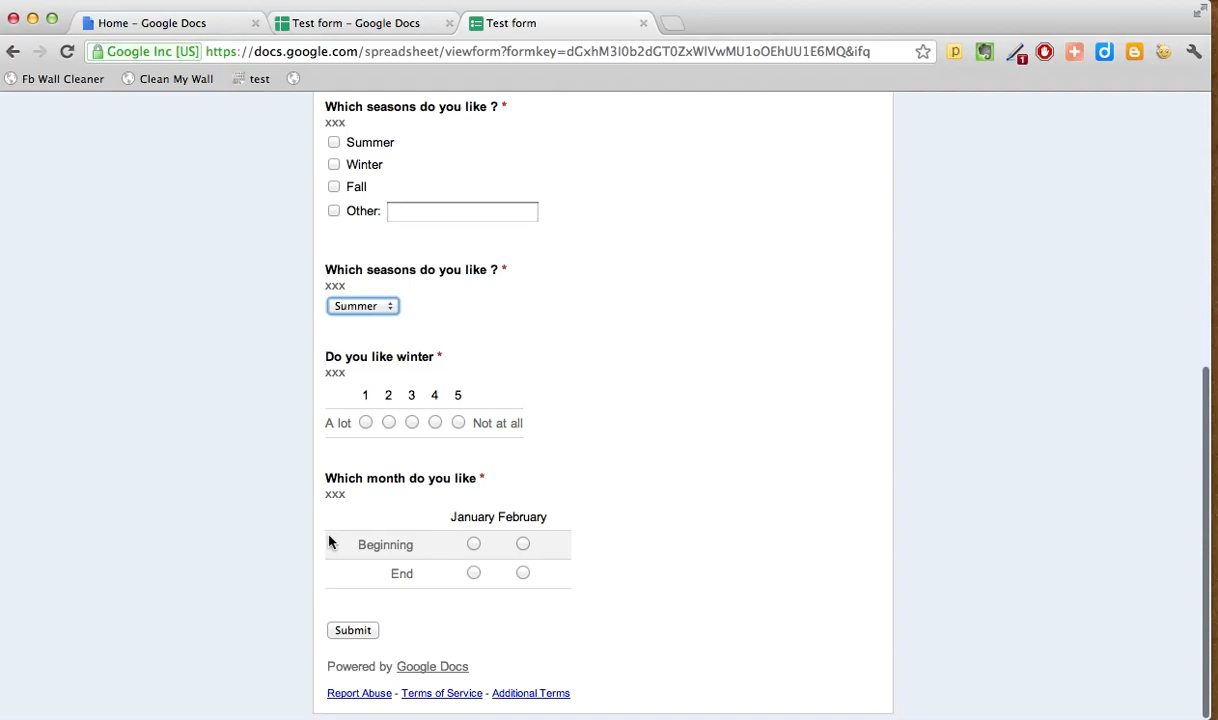 Home – Google Docs
Test form – Google Docs
Test form
Google Inc [US] https://docs.google.com/spreadsheet/viewform?formkey=dGxhM3l0b2dGT0ZxWlVwMU1oOEhUU1E6MQ&ifq
p
1
d
Fb Wall Cleaner
Clean My Wall
test
Which seasons do you like ? *
xxx
Summer
Winter
Fall
Other:
Which seasons do you like ? *
xxx
Summer
Do you like winter *
xxx
1 2 3 4 5
A lot Not at all
Which month do you like *
xxx
January February
Beginning
End
Submit
Powered by Google Docs
Report Abuse - Terms of Service - Additional Terms